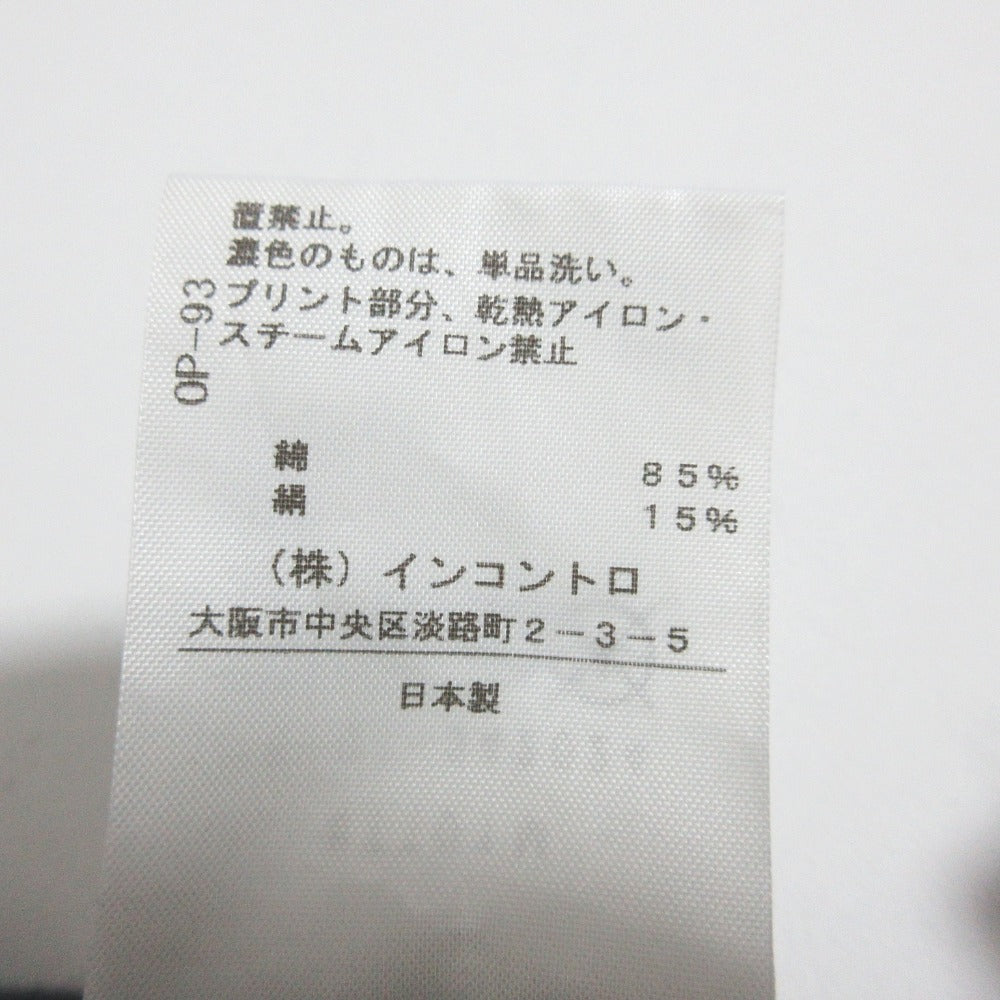 置禁止。
濃色のものは、単品洗い。
プリント部分、乾熱アイロン・
スチームアイロン禁止
OP-93
綿 85%
絹 15%
（株）インコントロ
大阪市中央区淡路町2-3-5
日本製